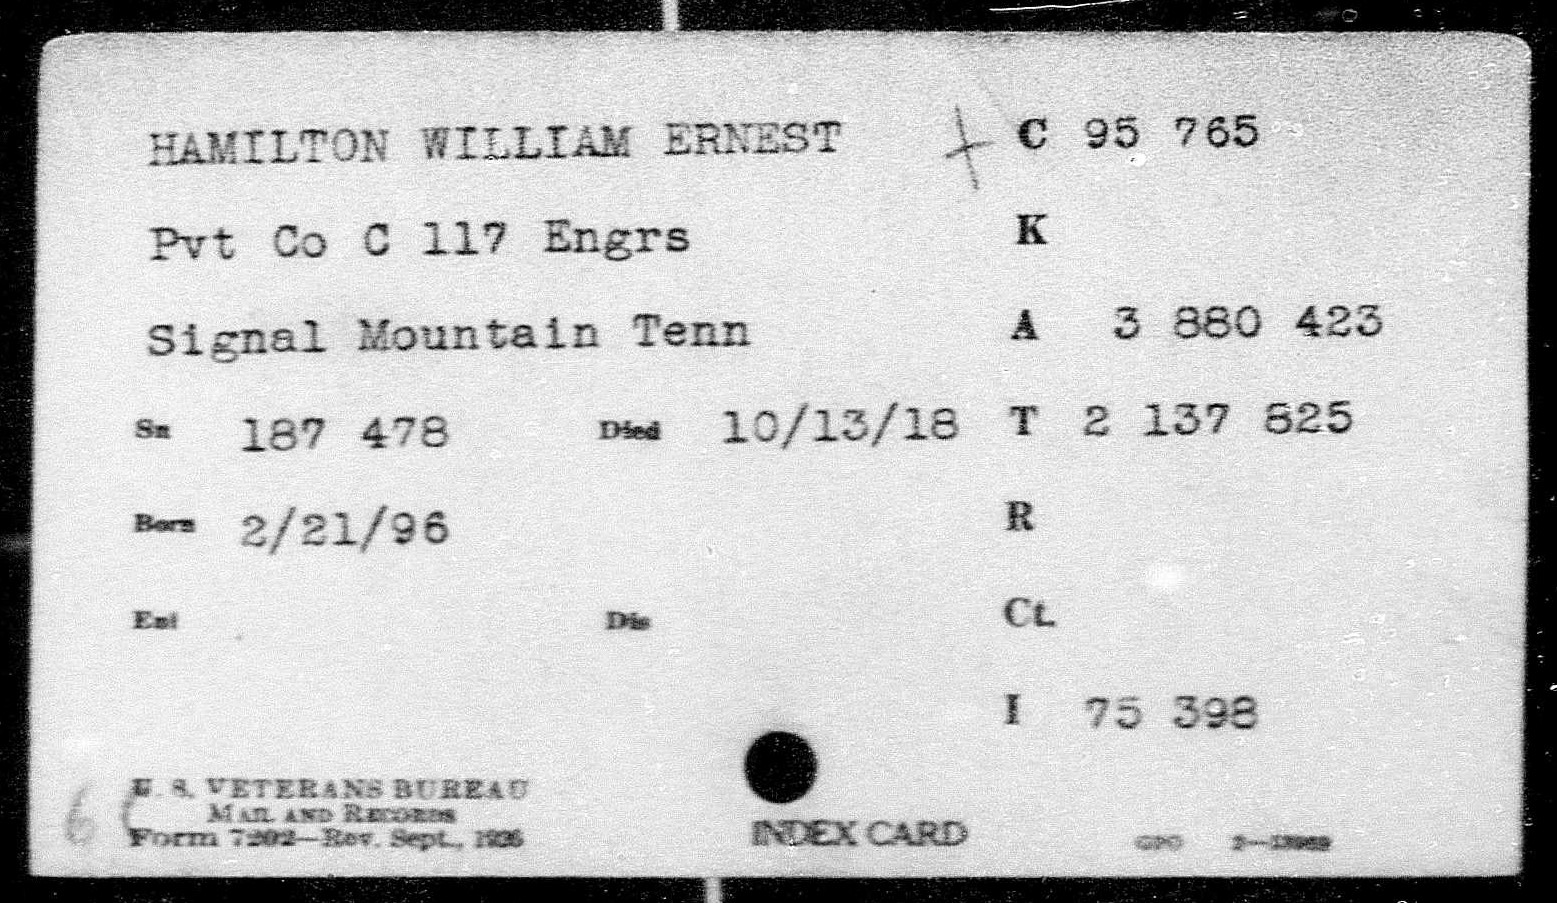 HAMILTON WILLIAM ERNEST C 95 765
Pvt Co C 117 Engrs K
Signal Mountain Tenn A 3 880 423
Sn 187 478 Died 10/13/18 T 2 137 825
Born 2/21/96 R
Enl Dis Ct.
I 75 398
U. S. VETERANS BUREAU
MAIL AND RECORDS
Form 7202—Rev. Sept., 1926
INDEX CARD
GPO